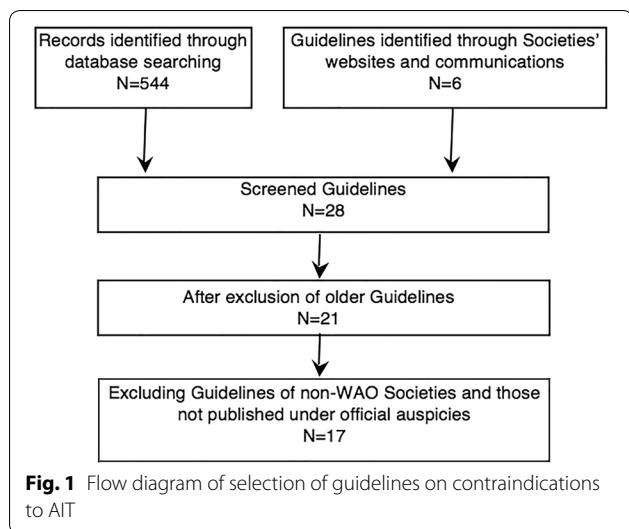 Records identified through
database searching
N=544
Guidelines identified through Societies'
websites and communications
N=6
Screened Guidelines
N=28
After exclusion of older Guidelines
N=21
Excluding Guidelines of non-WAO Societies and those
not published under official auspicies
N=17
Fig. 1 Flow diagram of selection of guidelines on contraindications
to AIT